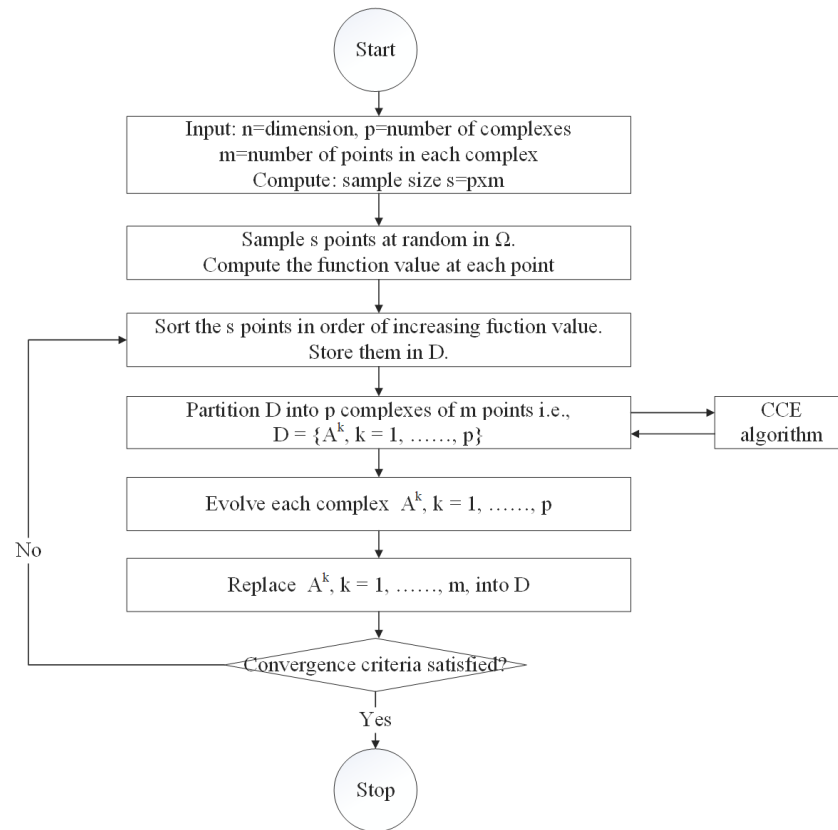 Start
Input: n=dimension, p=number of complexes
m=number of points in each complex
Compute: sample size s=pxm
Sample s points at random in Ω.
Compute the function value at each point
Sort the s points in order of increasing fuction value.
Store them in D.
Partition D into p complexes of m points i.e.,
D = {Aᵏ, k = 1, ……, p}
CCE
algorithm
Evolve each complex Aᵏ, k = 1, ……, p
No
Replace Aᵏ, k = 1, ……, m, into D
Convergence criteria satisfied?
Yes
Stop